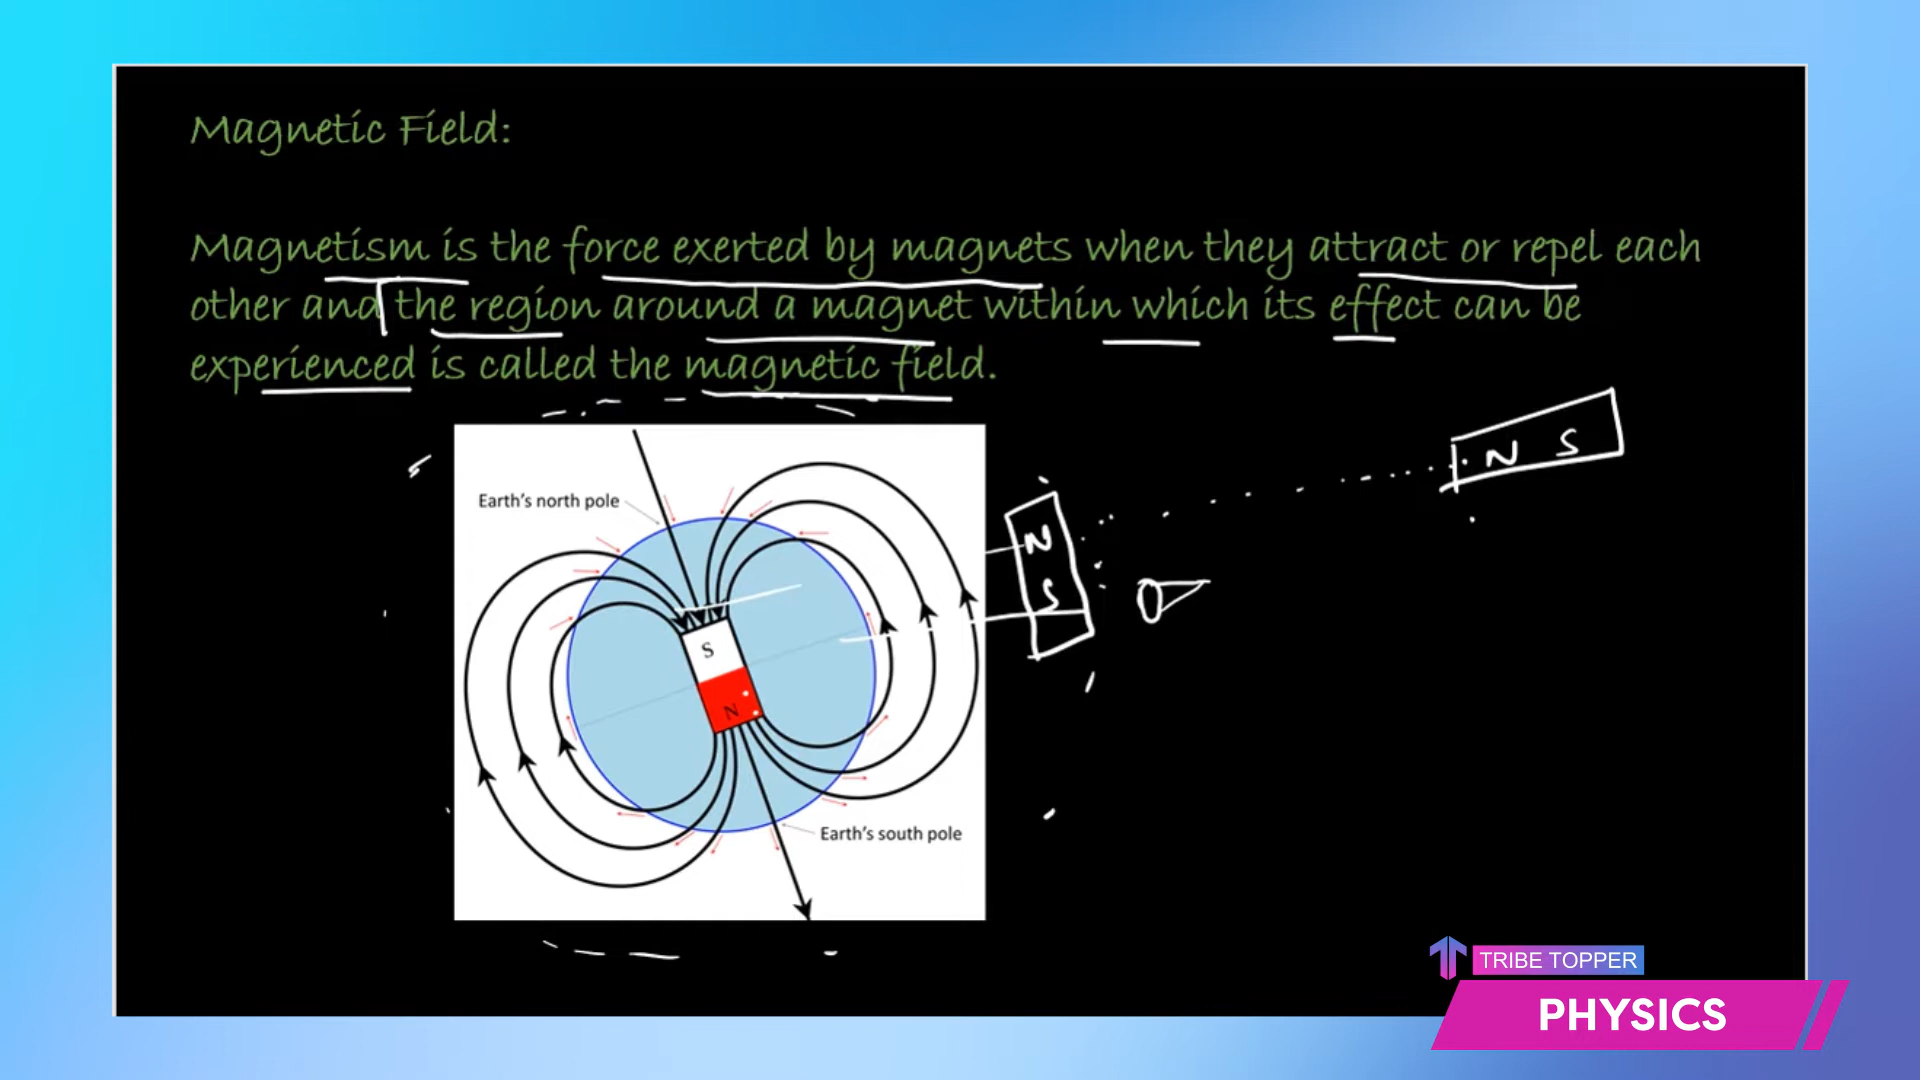 Magnetic Field:
Magnetism is the force exerted by magnets when they attract or repel each
other and the region around a magnet within which its effect can be
experienced is called the magnetic field.
Earth's north pole
S
N
Earth's south pole
N
S
N S
TRIBE TOPPER
PHYSICS